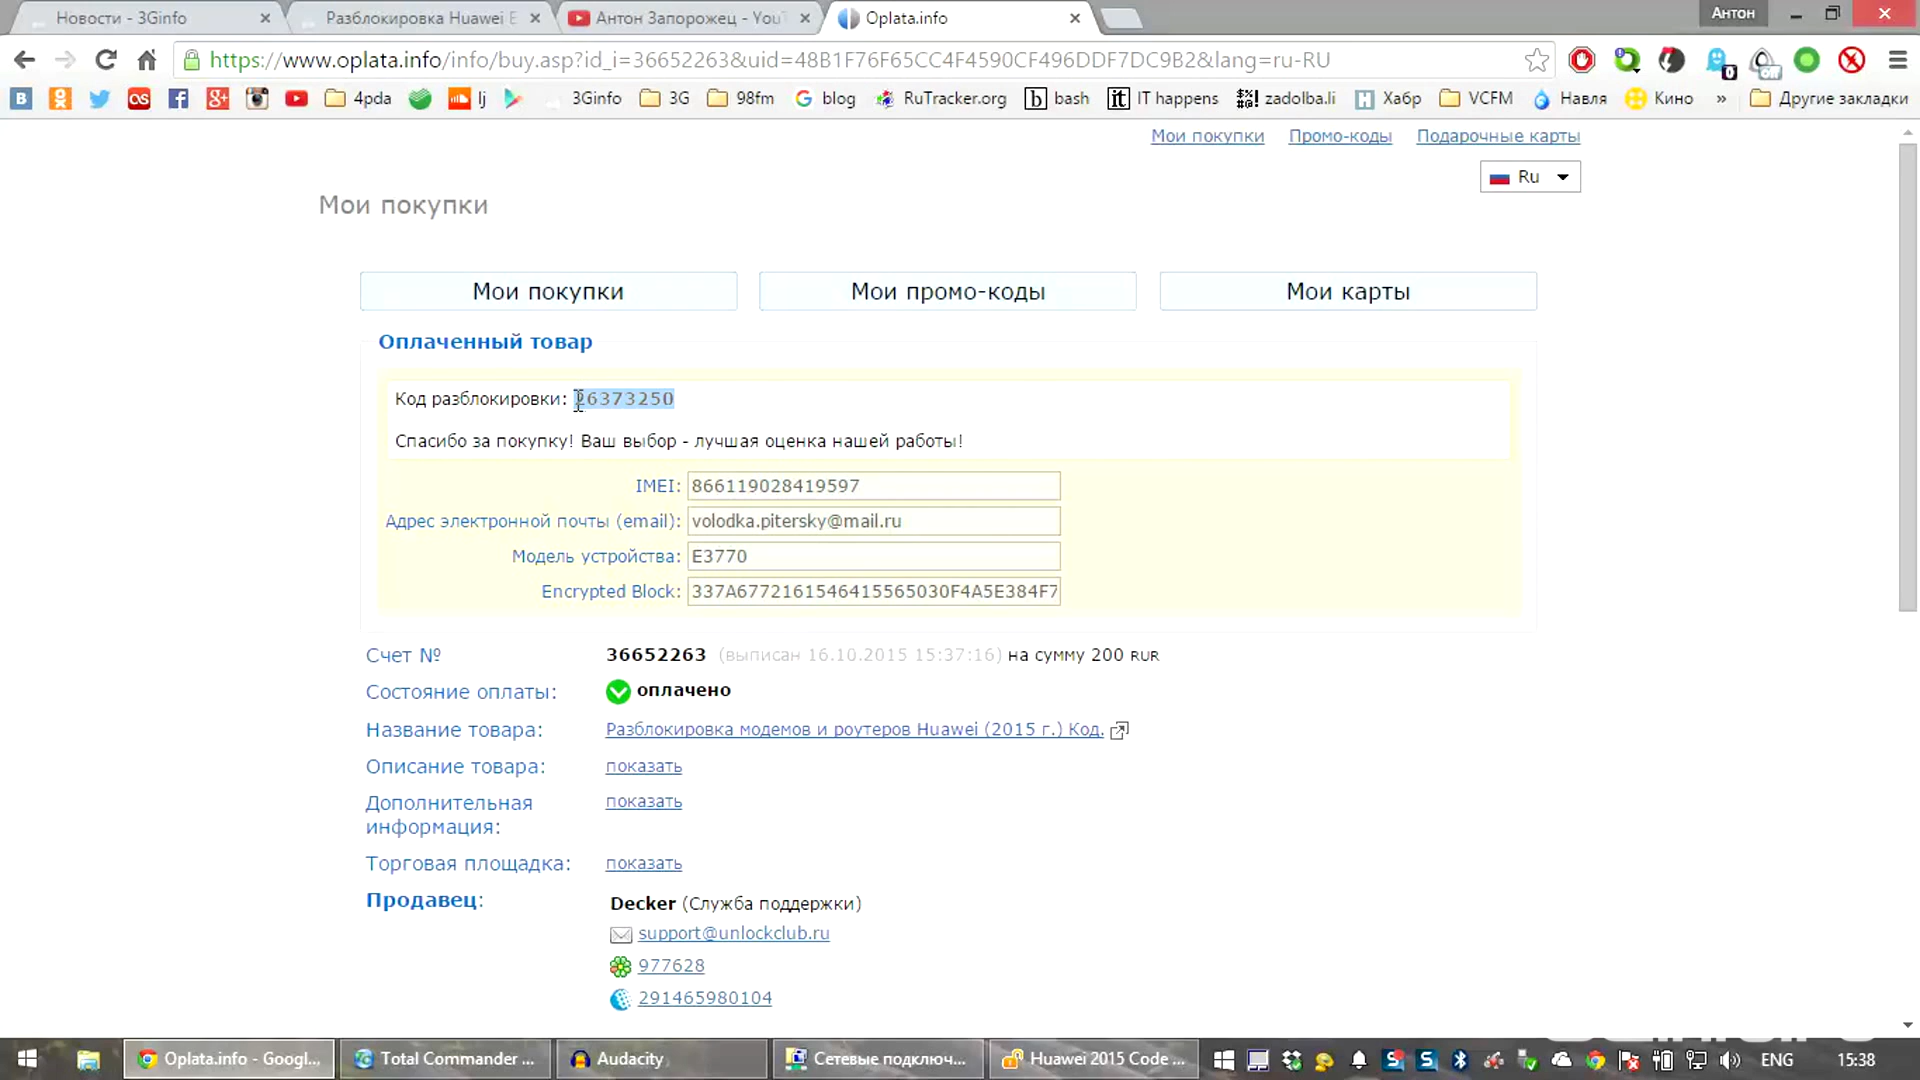 Новости - 3Ginfo
Разблокировка Huawei E
Антон Запорожец - YouT
Oplata.info
Антон
https://www.oplata.info/info/buy.asp?id_i=36652263&uid=48B1F76F65CC4F4590CF496DDF7DC9B2&lang=ru-RU
4pda
lj
3Ginfo
3G
98fm
blog
RuTracker.org
bash
IT happens
zadolba.li
Хабр
VCFM
Навля
Кино
»
Другие закладки
Мои покупки Промо-коды Подарочные карты
Ru
Мои покупки
Мои покупки Мои промо-коды Мои карты
Оплаченный товар
Код разблокировки: 26373250
Спасибо за покупку! Ваш выбор - лучшая оценка нашей работы!
IMEI: 866119028419597
Адрес электронной почты (email): volodka.pitersky@mail.ru
Модель устройства: E3770
Encrypted Block: 337A6772161546415565030F4A5E384F7
Счет № 36652263 (выписан 16.10.2015 15:37:16) на сумму 200 RUR
Состояние оплаты: оплачено
Название товара: Разблокировка модемов и роутеров Huawei (2015 г.) Код.
Описание товара: показать
Дополнительная информация: показать
Торговая площадка: показать
Продавец: Decker (Служба поддержки)
support@unlockclub.ru
977628
291465980104
Oplata.info - Googl...
Total Commander ...
Audacity
Сетевые подключ...
Huawei 2015 Code ...
ENG
15:38